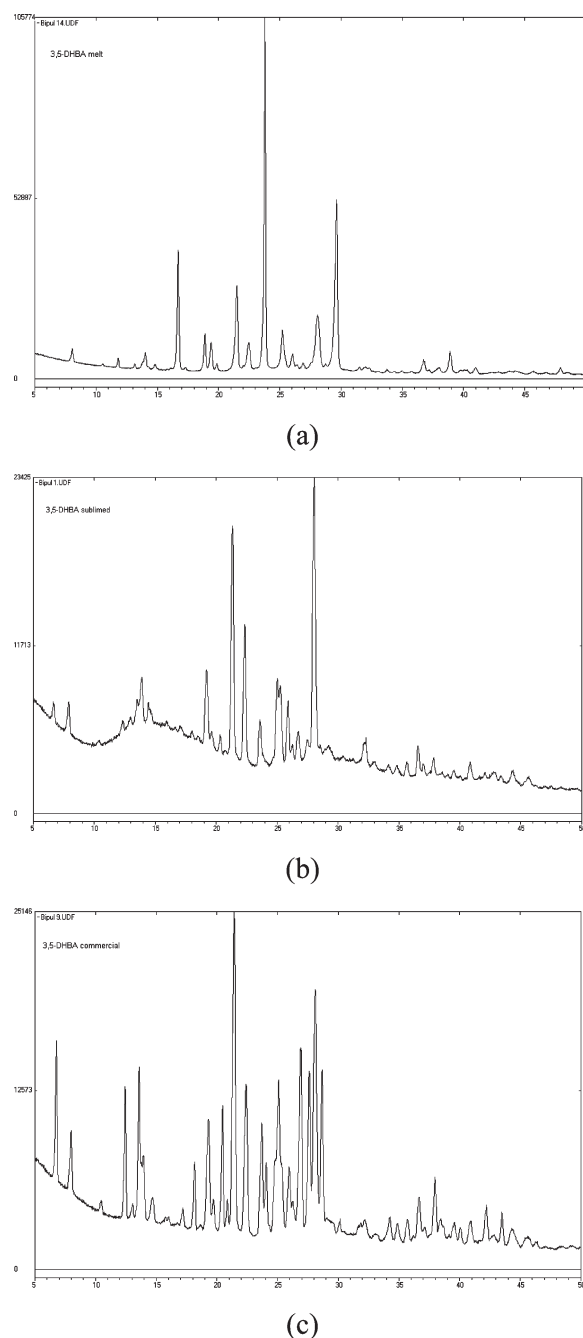 105774
Bipul 14.UDF
3,5-DHBA melt
52887
0
5 10 15 20 25 30 35 40 45 50
(a)
23425
Bipul 1.UDF
3,5-DHBA sublimed
11713
0
5 10 15 20 25 30 35 40 45 50
(b)
25146
Bipul 9.UDF
3,5-DHBA commercial
12573
0
5 10 15 20 25 30 35 40 45 50
(c)